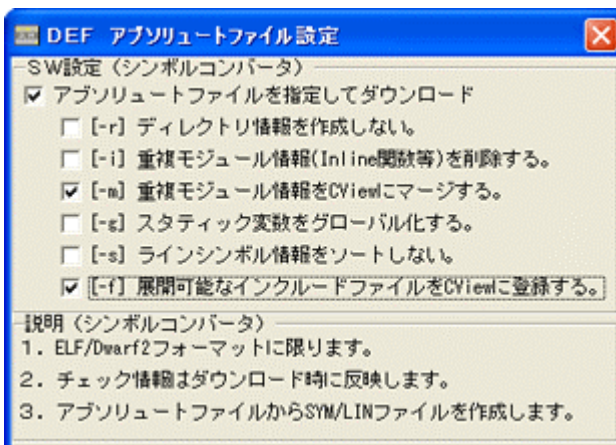 DEF アブソリュートファイル設定
SW設定（シンボルコンバータ）
アブソリュートファイルを指定してダウンロード
[-r] ディレクトリ情報を作成しない。
[-i] 重複モジュール情報(Inline関数等)を削除する。
[-m] 重複モジュール情報をCViewにマージする。
[-g] スタティック変数をグローバル化する。
[-s] ラインシンボル情報をソートしない。
[-f] 展開可能なインクルードファイルをCViewに登録する。
説明（シンボルコンバータ）
1. ELF/Dwarf2フォーマットに限ります。
2. チェック情報はダウンロード時に反映します。
3. アブソリュートファイルからSYM/LINファイルを作成します。